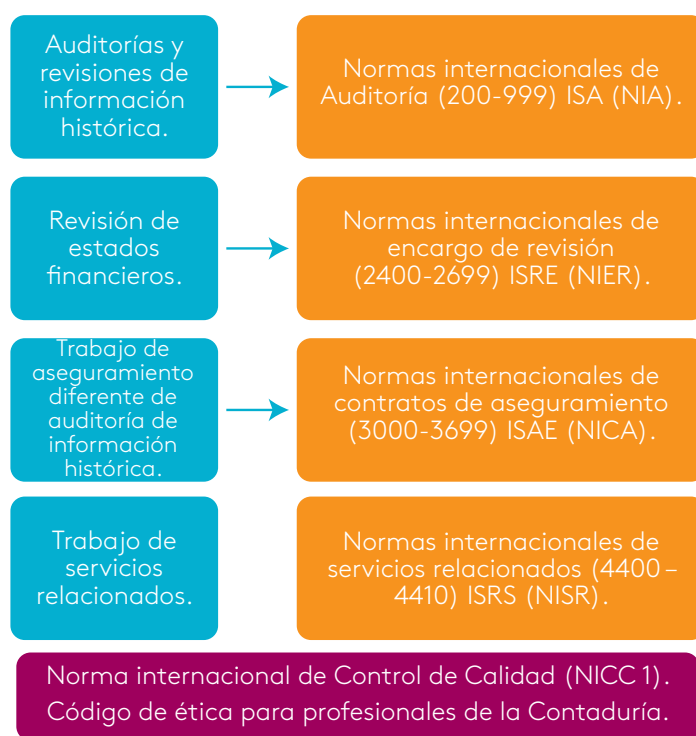 Auditorías y
revisiones de
información
histórica.
Normas internacionales de
Auditoría (200-999) ISA (NIA).
Revisión de
estados
financieros.
Normas internacionales de
encargo de revisión
(2400-2699) ISRE (NIER).
Trabajo de
aseguramiento
diferente de
auditoría de
información
histórica.
Normas internacionales de
contratos de aseguramiento
(3000-3699) ISAE (NICA).
Trabajo de
servicios
relacionados.
Normas internacionales de
servicios relacionados (4400 –
4410) ISRS (NISR).
Norma internacional de Control de Calidad (NICC 1).
Código de ética para profesionales de la Contaduría.